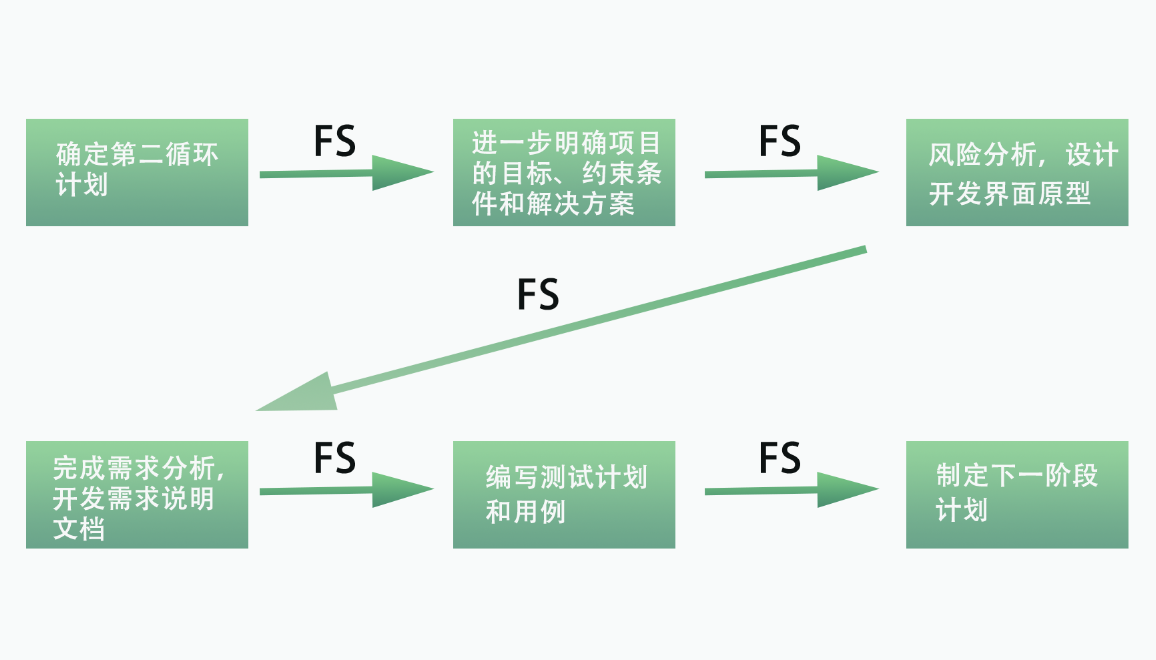 确定第二循环
计划
FS
进一步明确项目
的目标、约束条
件和解决方案
FS
风险分析，设计
开发界面原型
FS
完成需求分析,
开发需求说明
文档
FS
编写测试计划
和用例
FS
制定下一阶段
计划